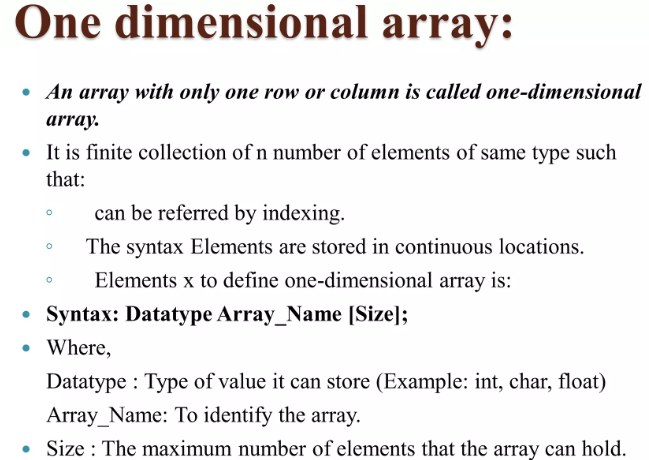 One dimensional array:
• An array with only one row or column is called one-dimensional
array.
• It is finite collection of n number of elements of same type such
that:
◦ can be referred by indexing.
◦ The syntax Elements are stored in continuous locations.
◦ Elements x to define one-dimensional array is:
• Syntax: Datatype Array_Name [Size];
• Where,
Datatype : Type of value it can store (Example: int, char, float)
Array_Name: To identify the array.
• Size : The maximum number of elements that the array can hold.